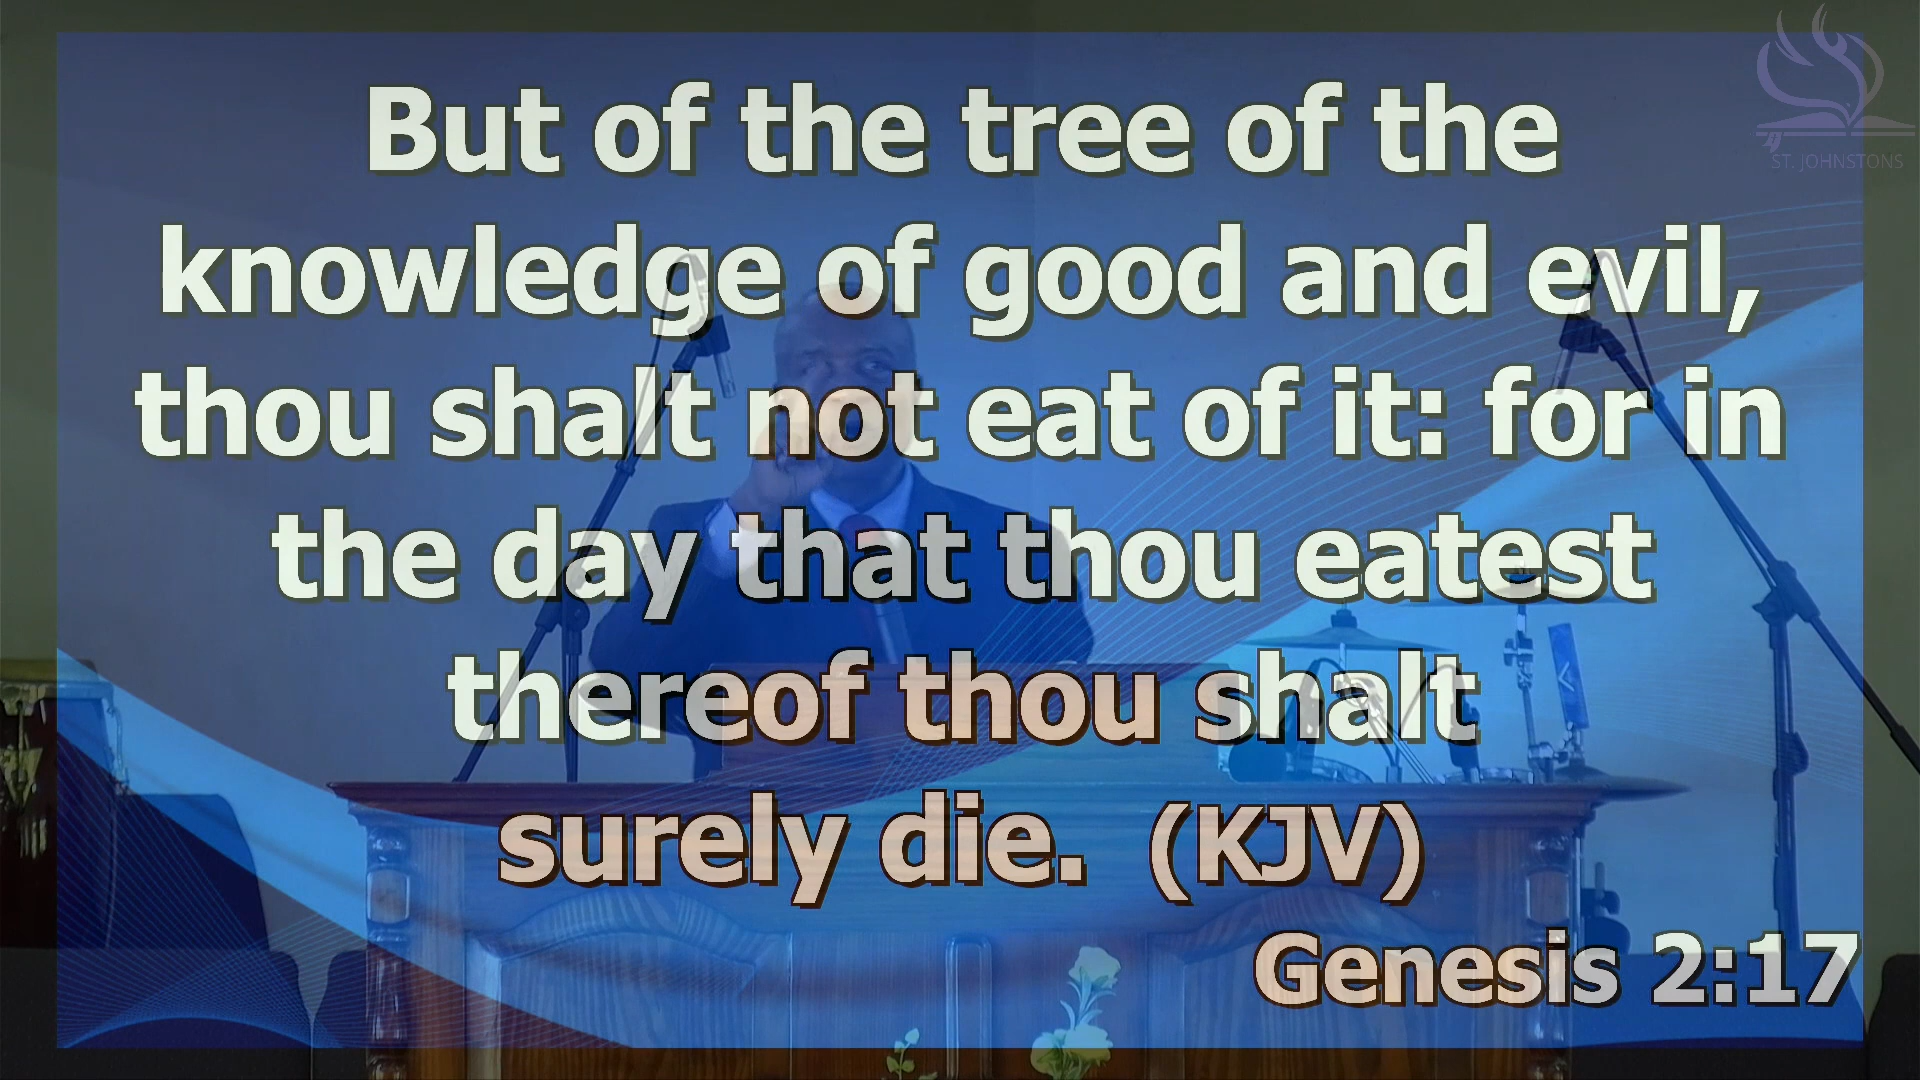 ST. JOHNSTONS
But of the tree of the
knowledge of good and evil,
thou shalt not eat of it: for in
the day that thou eatest
thereof thou shalt
surely die. (KJV)
Genesis 2:17